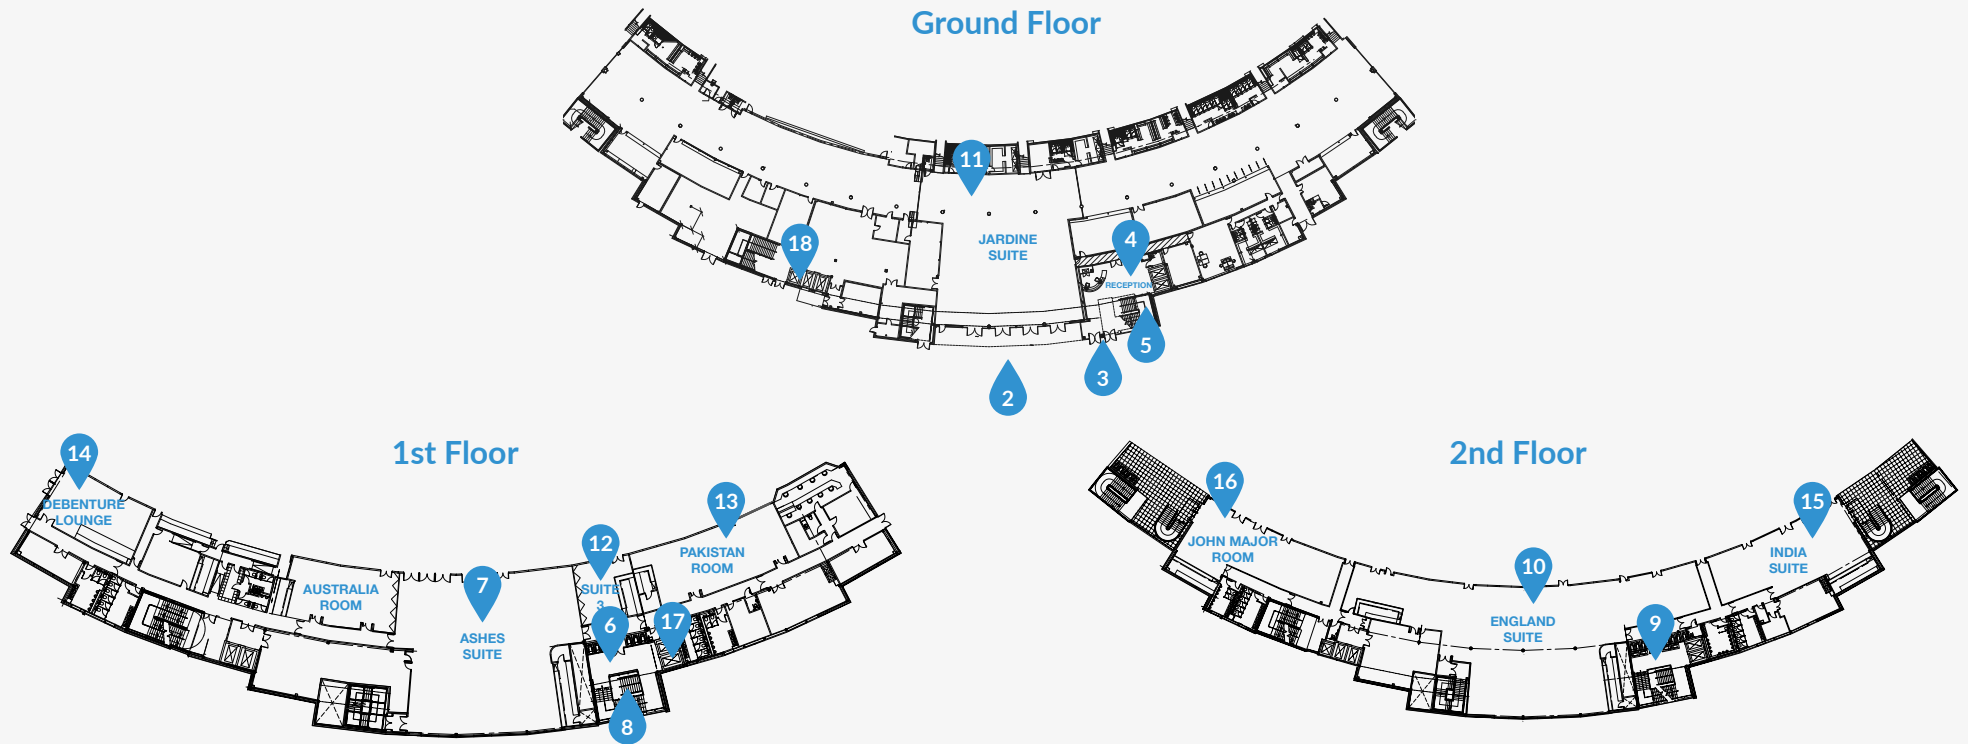 Ground Floor
11
18
4
JARDINE
SUITE
RECEPTION
5
3
2
1st Floor
14
DEBENTURE
LOUNGE
13
12
PAKISTAN
ROOM
7
AUSTRALIA
ROOM
SUITE
3
6
17
ASHES
SUITE
8
2nd Floor
16
15
JOHN MAJOR
ROOM
INDIA
SUITE
10
ENGLAND
SUITE
9